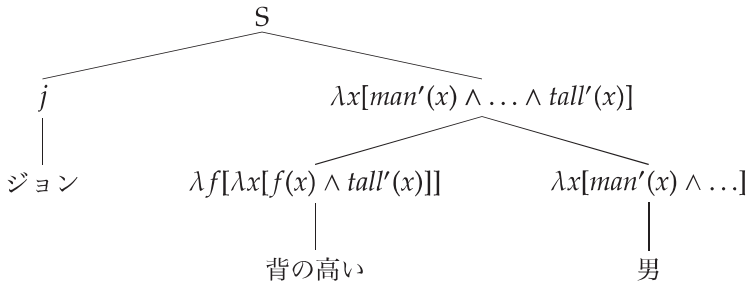 S
j
λx[man′(x) ∧ … ∧ tall′(x)]
ジョン
λf[λx[f(x) ∧ tall′(x)]]
λx[man′(x) ∧ …]
背の高い
男